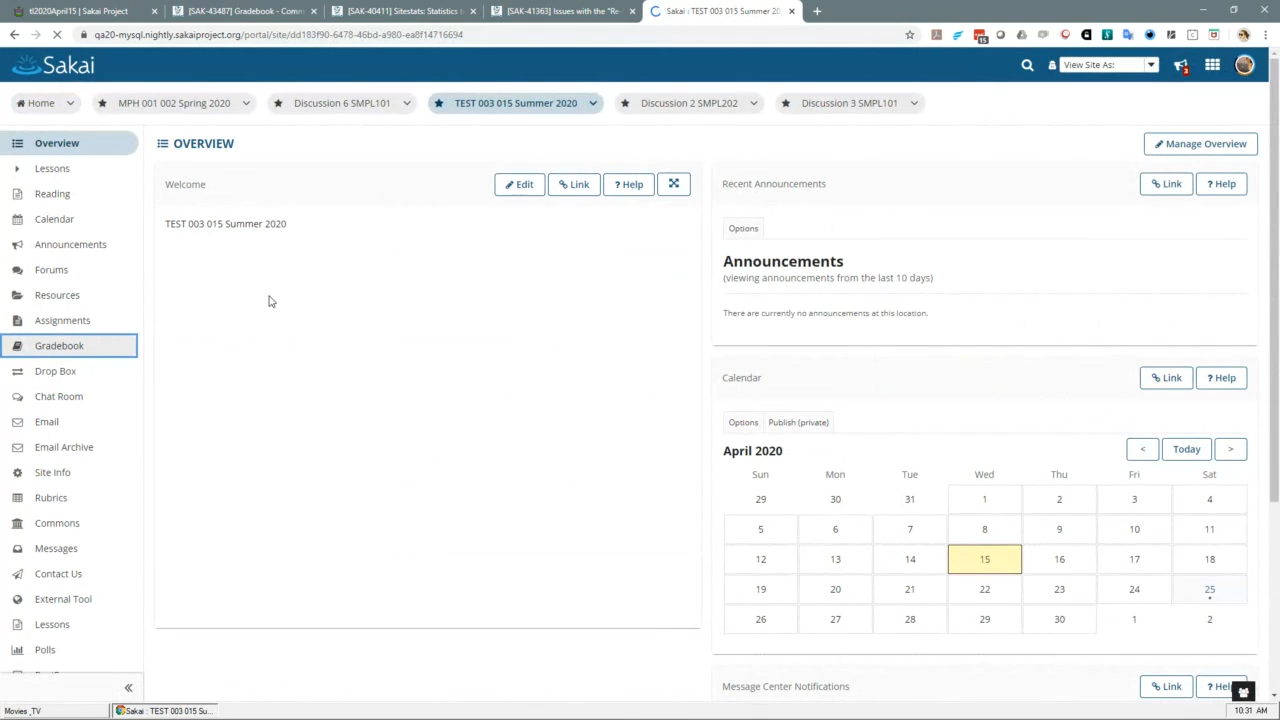 tl2020April15 | Sakai Project
[SAK-43487] Gradebook - Comm
[SAK-40411] Sitestats: Statistics t
[SAK-41363] Issues with the "Re-
Sakai : TEST 003 015 Summer 20
qa20-mysql.nightly.sakaiproject.org/portal/site/dd183f90-6478-46bd-a980-ea8f14716694
15
Sakai
View Site As:
3
Home
MPH 001 002 Spring 2020
Discussion 6 SMPL101
TEST 003 015 Summer 2020
Discussion 2 SMPL202
Discussion 3 SMPL101
Overview
Lessons
Reading
Calendar
Announcements
Forums
Resources
Assignments
Gradebook
Drop Box
Chat Room
Email
Email Archive
Site Info
Rubrics
Commons
Messages
Contact Us
External Tool
Lessons
Polls
OVERVIEW
Manage Overview
Welcome
Edit
Link
? Help
TEST 003 015 Summer 2020
Recent Announcements
Link
? Help
Options
Announcements
(viewing announcements from the last 10 days)
There are currently no announcements at this location.
Calendar
Link
? Help
Options
Publish (private)
April 2020
<
Today
>
Sun Mon Tue Wed Thu Fri Sat
29 30 31 1 2 3 4
5 6 7 8 9 10 11
12 13 14 15 16 17 18
19 20 21 22 23 24 25
26 27 28 29 30 1 2
Message Center Notifications
Link
? Help
Movies_TV
Sakai : TEST 003 015 Su...
10:31 AM